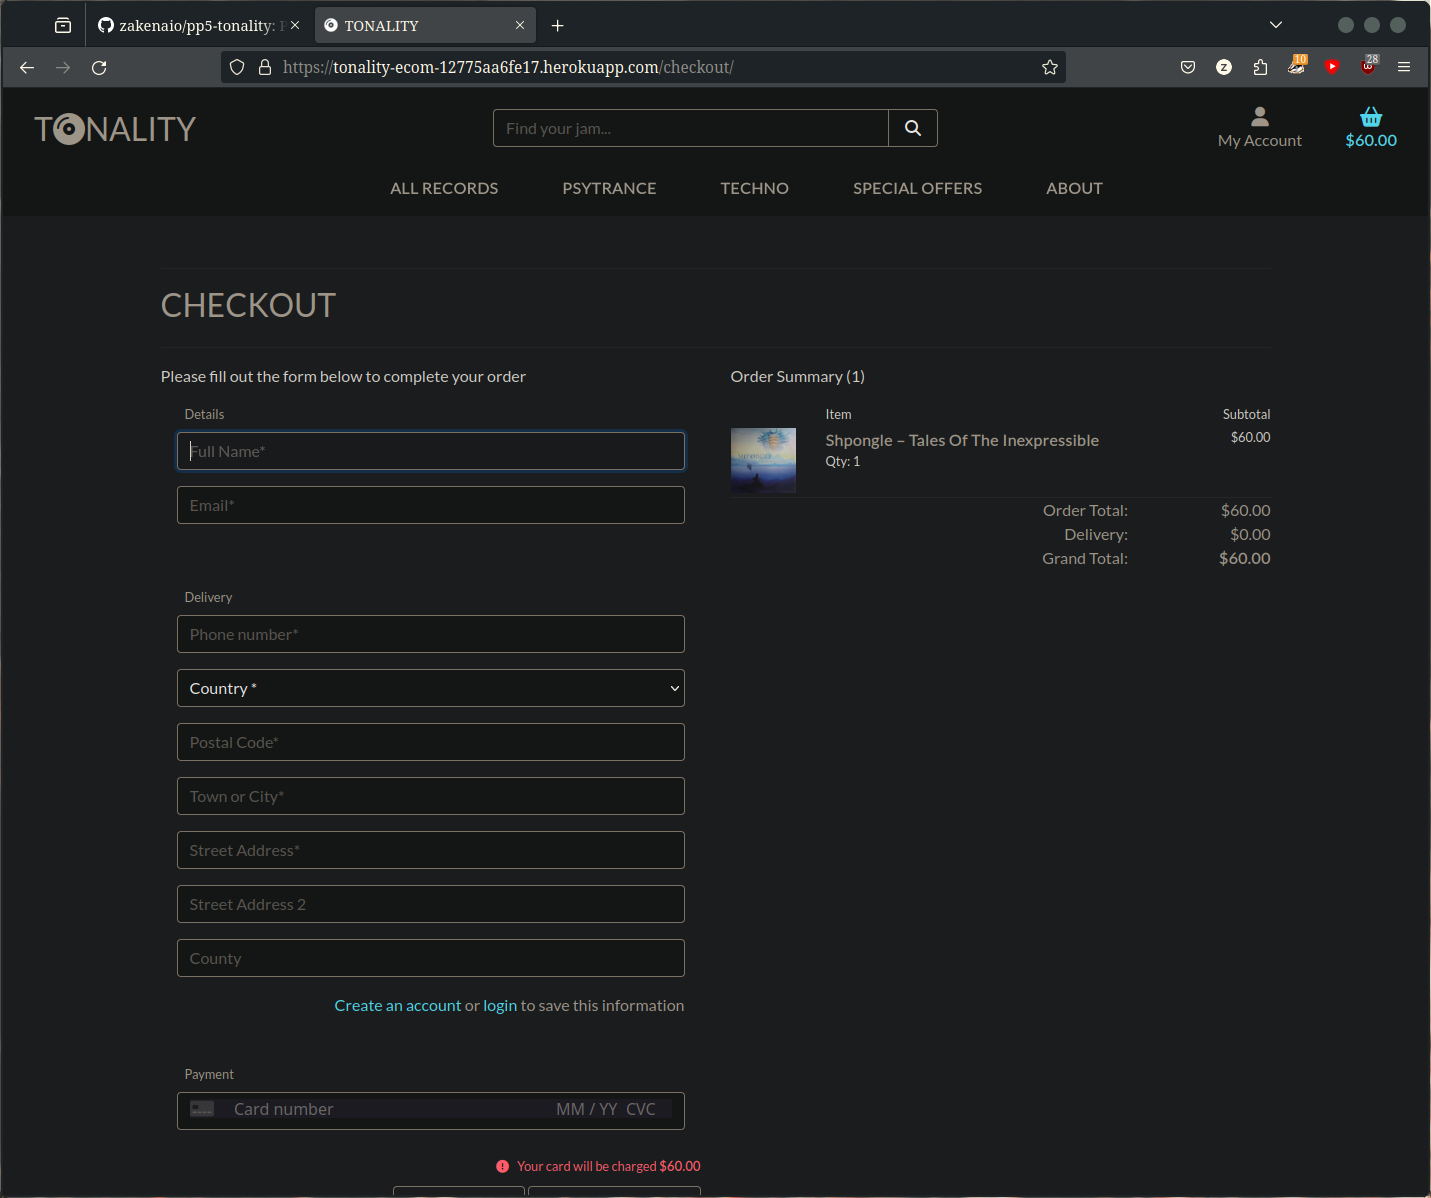 zakenaio/pp5-tonality:
TONALITY
https://tonality-ecom-12775aa6fe17.herokuapp.com/checkout/
Z
10
28
TONALITY
Find your jam...
My Account
$60.00
ALL RECORDS
PSYTRANCE
TECHNO
SPECIAL OFFERS
ABOUT
CHECKOUT
Please fill out the form below to complete your order
Details
Full Name*
Email*
Delivery
Phone number*
Country *
Postal Code*
Town or City*
Street Address*
Street Address 2
County
Create an account or login to save this information
Payment
Card number MM / YY CVC
Your card will be charged $60.00
Order Summary (1)
Item Subtotal
Shpongle – Tales Of The Inexpressible $60.00
Qty: 1
Order Total: $60.00
Delivery: $0.00
Grand Total: $60.00